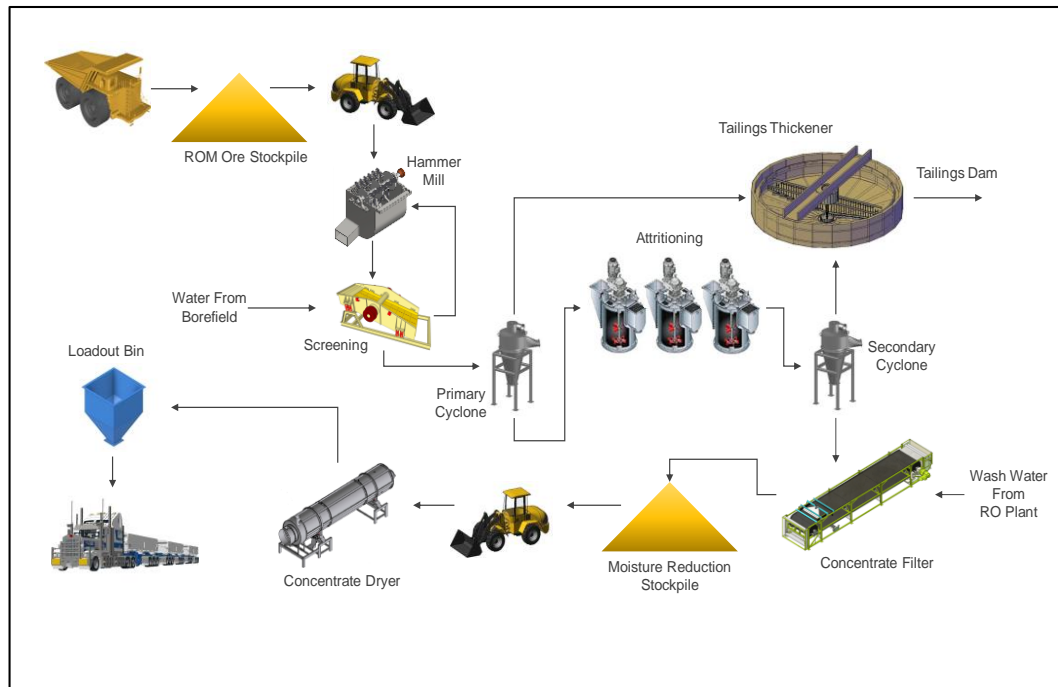 ROM Ore Stockpile
Hammer
Mill
Tailings Thickener
Tailings Dam
Attritioning
Water From
Borefield
Screening
Loadout Bin
Primary
Cyclone
Secondary
Cyclone
Wash Water
From
RO Plant
Concentrate Dryer
Moisture Reduction
Stockpile
Concentrate Filter